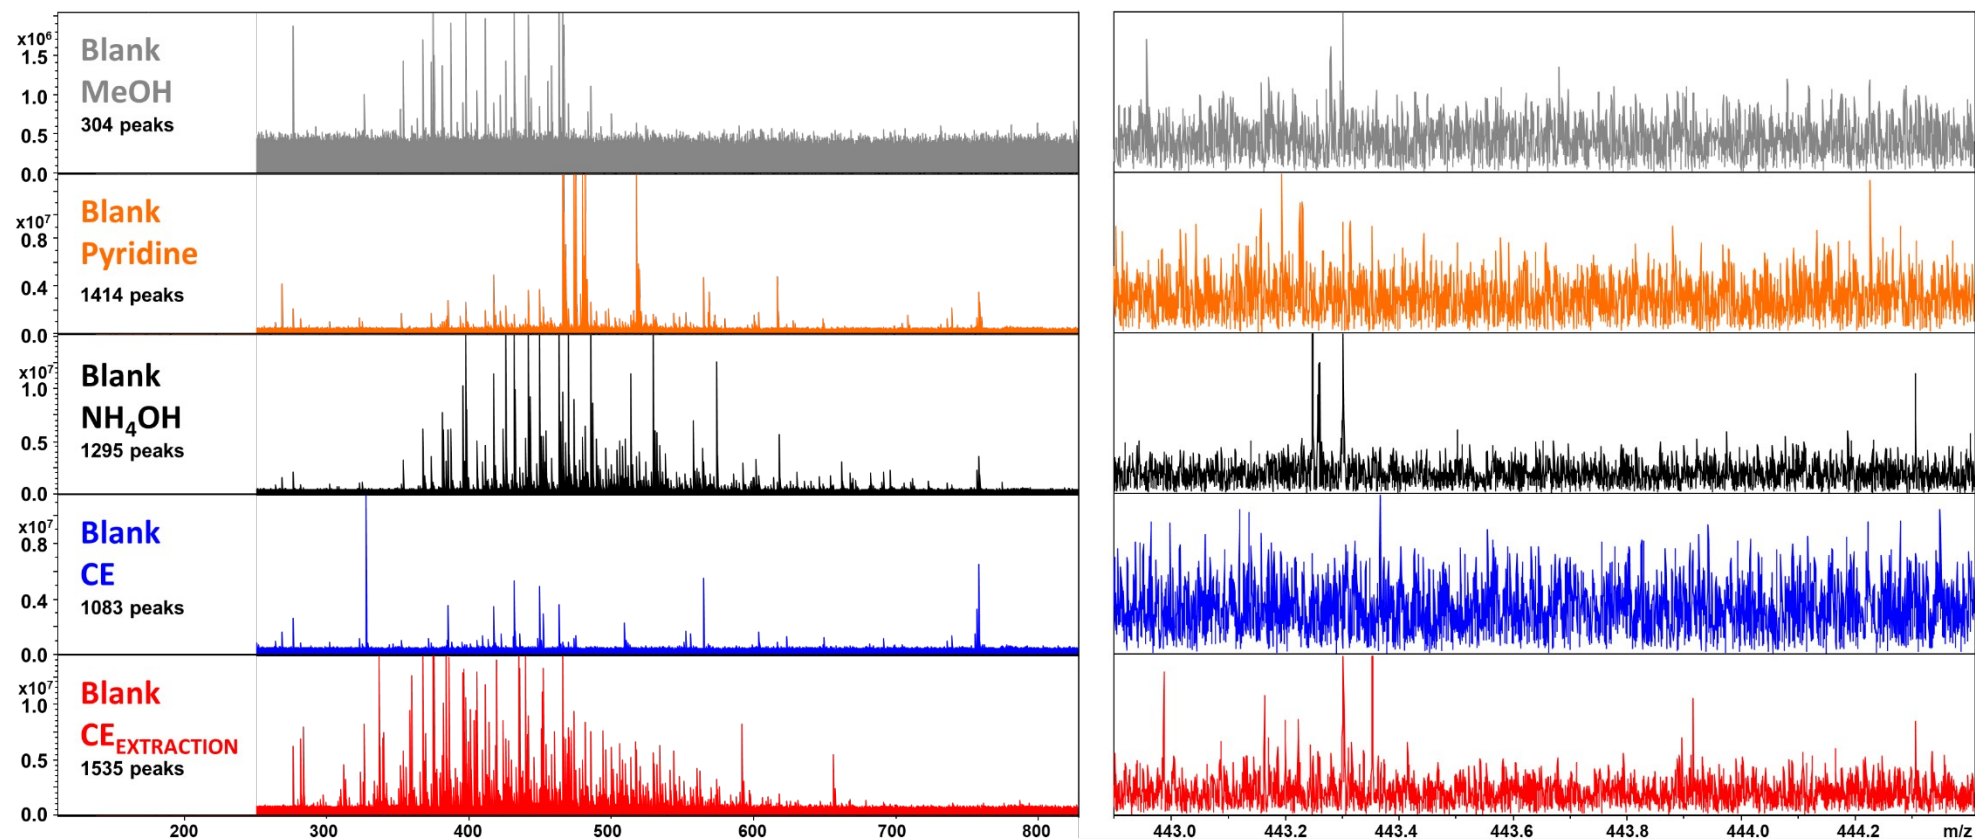 x10⁶
1.5
1.0
0.5
0.0
Blank
MeOH
304 peaks
x10⁷
0.8
0.4
0.0
Blank
Pyridine
1414 peaks
0.0
x10⁷
1.0
0.5
0.0
Blank
NH₄OH
1295 peaks
x10⁷
0.8
0.4
0.0
Blank
CE
1083 peaks
x10⁷
1.0
0.5
0.0
Blank
CE EXTRACTION
1535 peaks
200 300 400 500 600 700 800
443.0 443.2 443.4 443.6 443.8 444.0 444.2 m/z